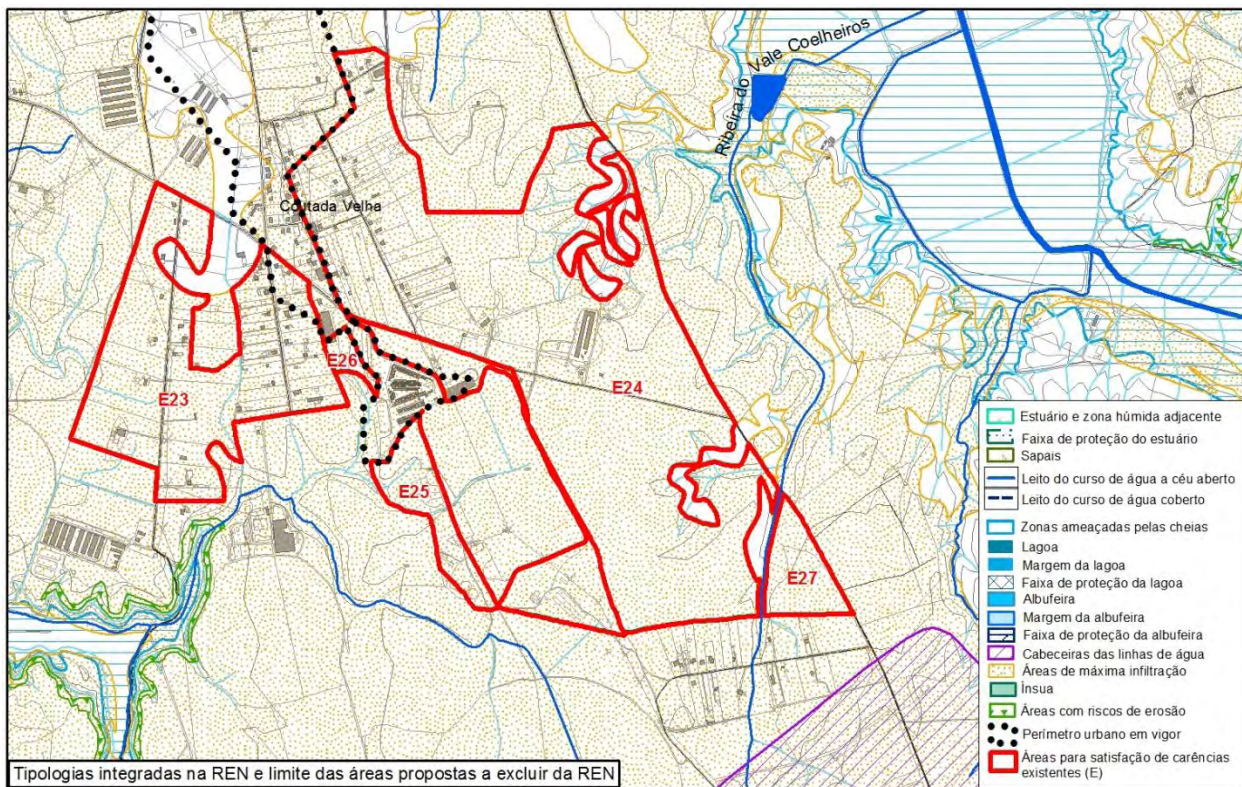 Ribeira do Vale Coelheiros
Coutada Velha
E23
E26
E24
E25
E27
Estuário e zona húmida adjacente
Faixa de proteção do estuário
Sapais
Leito do curso de água a céu aberto
Leito do curso de água coberto
Zonas ameaçadas pelas cheias
Lagoa
Margem da lagoa
Faixa de proteção da lagoa
Albufeira
Margem da albufeira
Faixa de proteção da albufeira
Cabeceiras das linhas de água
Áreas de máxima infiltração
Ínsua
Áreas com riscos de erosão
Perímetro urbano em vigor
Áreas para satisfação de carências
existentes (E)
Tipologias integradas na REN e limite das áreas propostas a excluir da REN